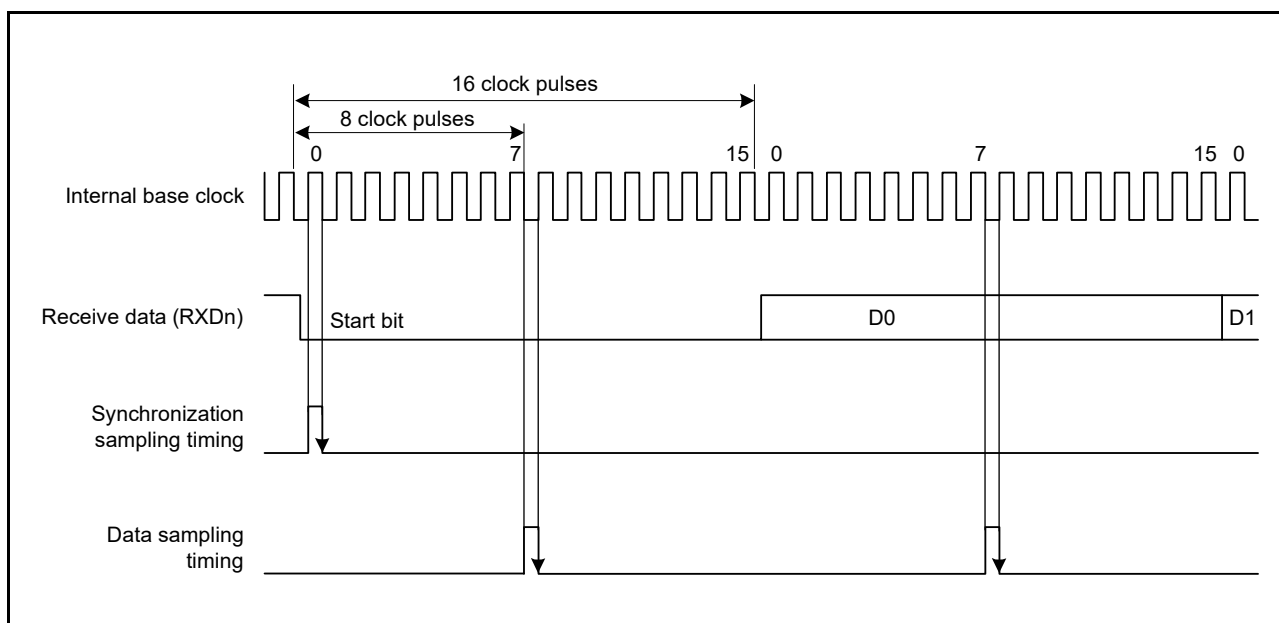 16 clock pulses
8 clock pulses
0 7 15 0 7 15 0
Internal base clock
Receive data (RXDn)
Start bit
D0
D1
Synchronization
sampling timing
Data sampling
timing